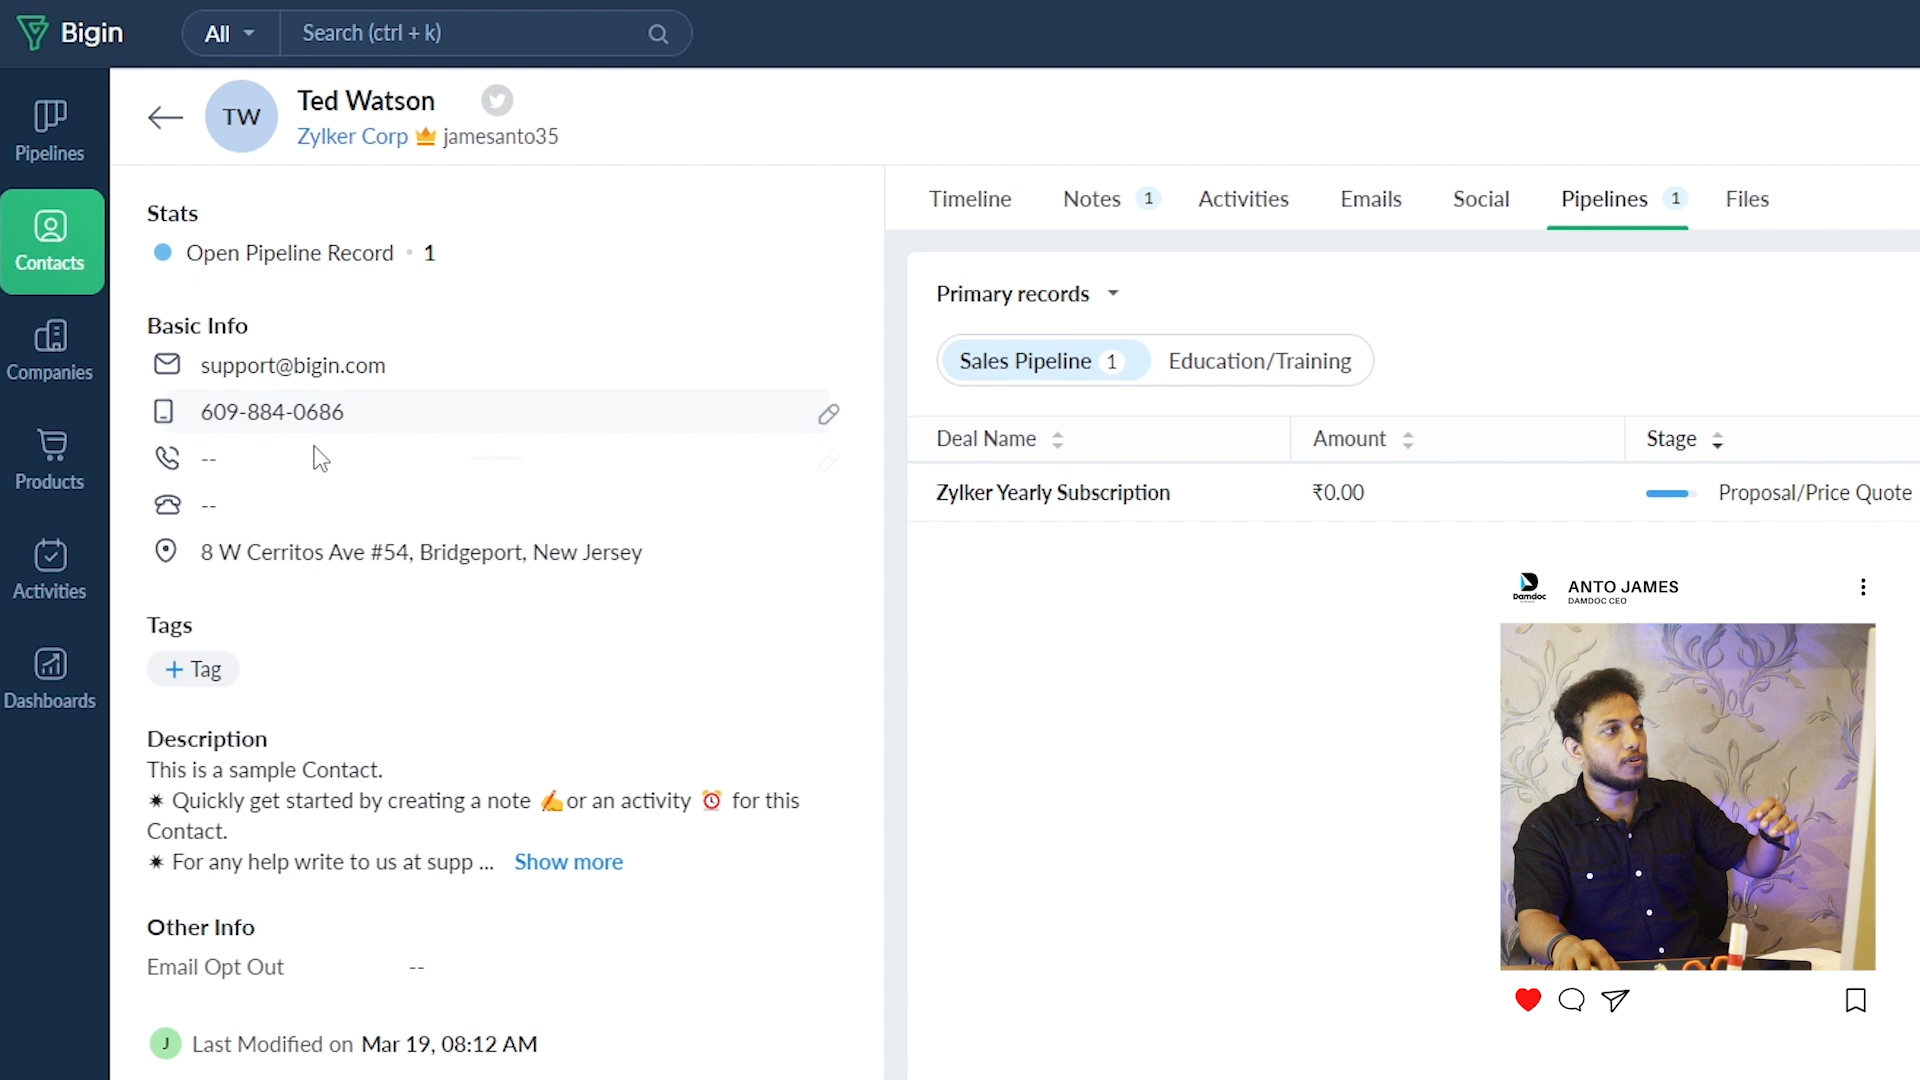 Bigin
All
Search (ctrl + k)
Pipelines
Contacts
Companies
Products
Activities
Dashboards
TW
Ted Watson
Zylker Corp 👑 jamesanto35
Stats
Open Pipeline Record • 1
Basic Info
support@bigin.com
609-884-0686
--
--
8 W Cerritos Ave #54, Bridgeport, New Jersey
Tags
+ Tag
Description
This is a sample Contact.
✷ Quickly get started by creating a note ✍ or an activity ⏰ for this
Contact.
✷ For any help write to us at supp ... Show more
Other Info
Email Opt Out --
J Last Modified on Mar 19, 08:12 AM
Timeline Notes 1 Activities Emails Social Pipelines 1 Files
Primary records
Sales Pipeline 1 Education/Training
Deal Name Amount Stage
Zylker Yearly Subscription ₹0.00 Proposal/Price Quote
Damdoc
ANTO JAMES
DAMDOC CEO